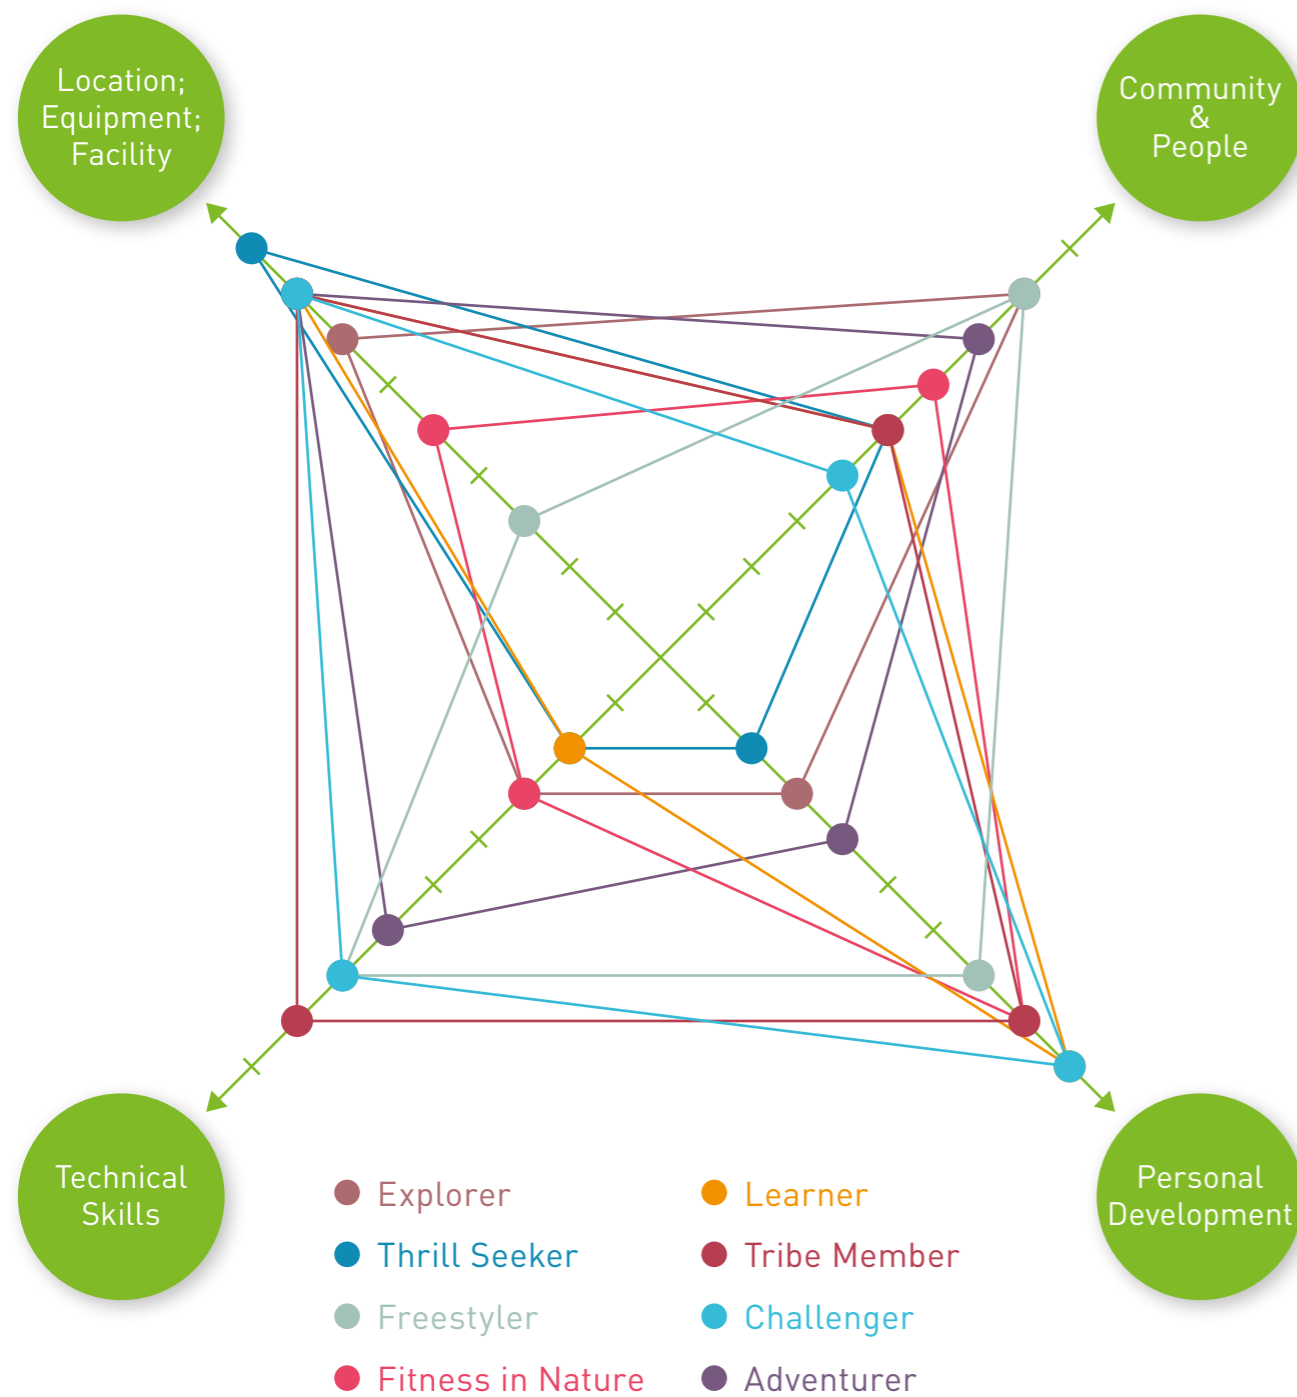 Location;
Equipment;
Facility
Community
&
People
Technical
Skills
Personal
Development
Explorer
Thrill Seeker
Freestyler
Fitness in Nature
Learner
Tribe Member
Challenger
Adventurer